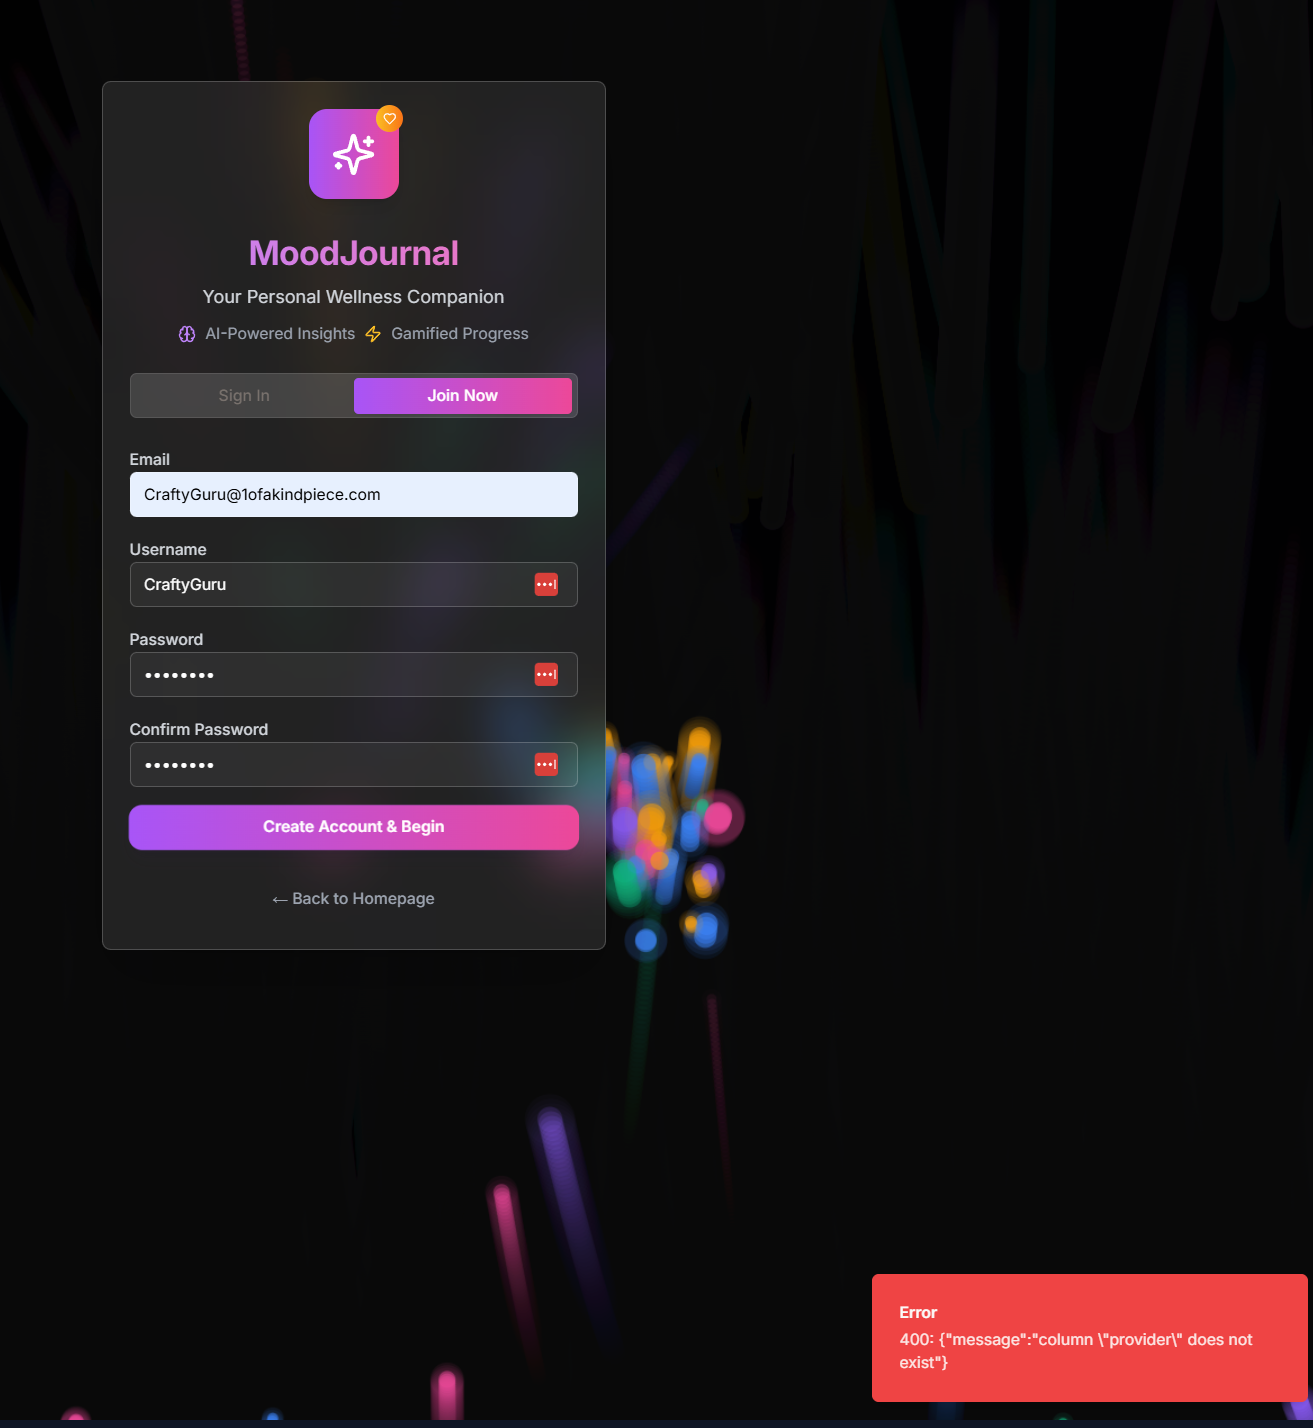 MoodJournal
Your Personal Wellness Companion
AI-Powered Insights Gamified Progress
Sign In Join Now
Email
CraftyGuru@1ofakindpiece.com
Username
CraftyGuru
Password
••••••••
Confirm Password
••••••••
Create Account & Begin
← Back to Homepage
Error
400: {"message":"column \"provider\" does not
exist"}